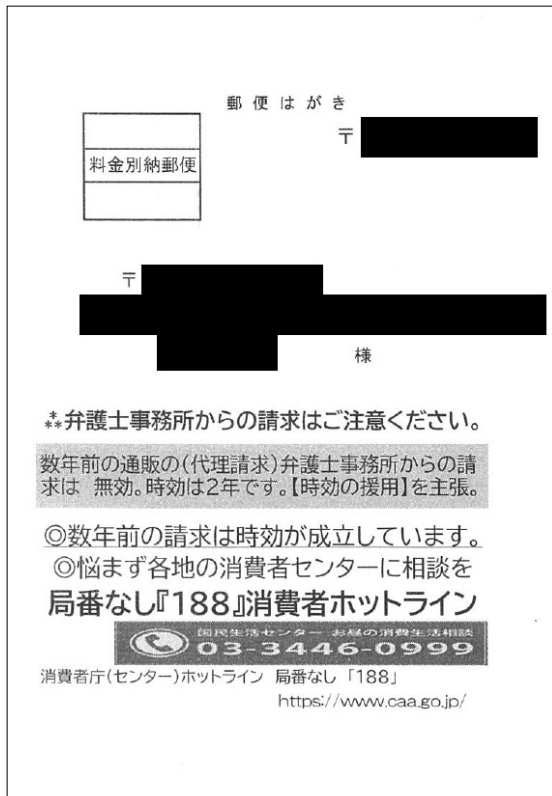 郵便はがき
〒
料金別納郵便
〒
様
⁂弁護士事務所からの請求はご注意ください。
数年前の通販の(代理請求)弁護士事務所からの請
求は 無効。時効は2年です。【時効の援用】を主張。
◎数年前の請求は時効が成立しています。
◎悩まず各地の消費者センターに相談を
局番なし『188』消費者ホットライン
国民生活センター お昼の消費生活相談
03-3446-0999
消費者庁(センター)ホットライン 局番なし 「188」
https://www.caa.go.jp/